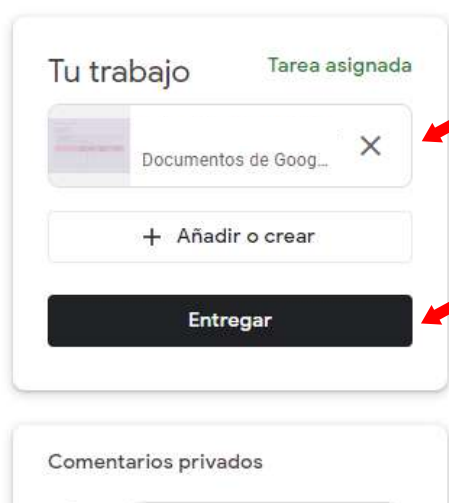 Tu trabajo
Tarea asignada
Documentos de Goog...
+ Añadir o crear
Entregar
Comentarios privados